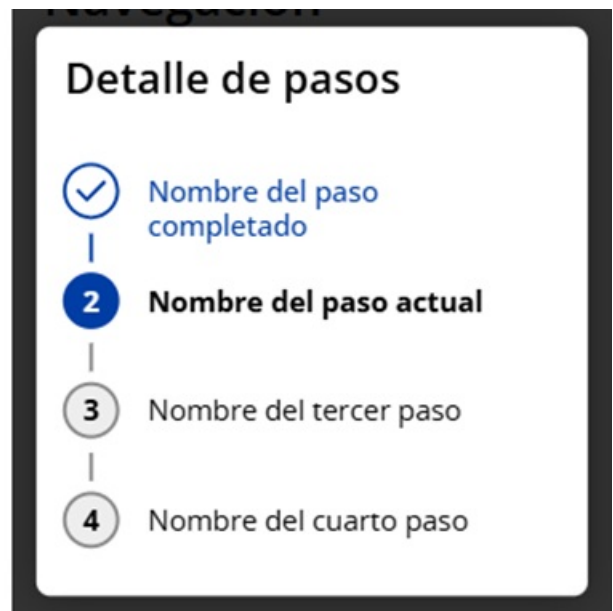 Navegación
Detalle de pasos
Nombre del paso
completado
2
Nombre del paso actual
3
Nombre del tercer paso
4
Nombre del cuarto paso